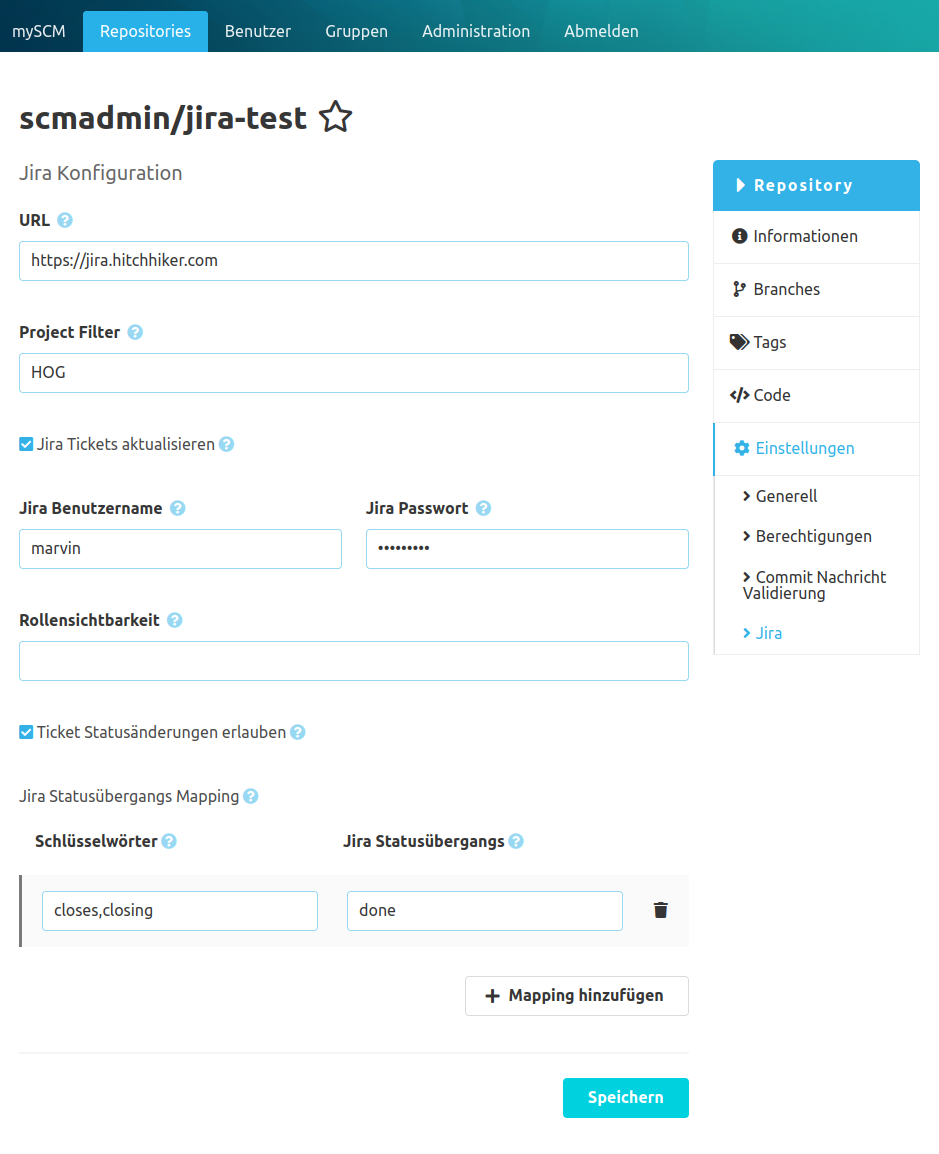 mySCM Repositories Benutzer Gruppen Administration Abmelden
scmadmin/jira-test
Jira Konfiguration
URL
https://jira.hitchhiker.com
Project Filter
HOG
Jira Tickets aktualisieren
Jira Benutzername Jira Passwort
marvin •••••••••
Rollensichtbarkeit
Ticket Statusänderungen erlauben
Jira Statusübergangs Mapping
Schlüsselwörter Jira Statusübergangs
closes,closing done
Mapping hinzufügen
Speichern
Repository
Informationen
Branches
Tags
Code
Einstellungen
Generell
Berechtigungen
Commit Nachricht
Validierung
Jira